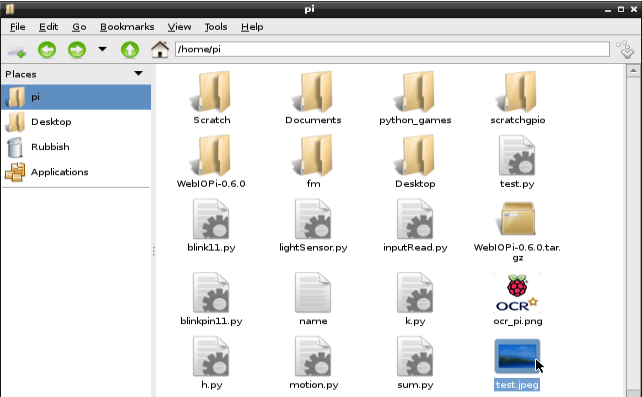 pi
File Edit Go Bookmarks View Tools Help
/home/pi
Places
pi
Desktop
Rubbish
Applications
Scratch Documents python_games scratchgpio
WebIOPi-0.6.0 fm Desktop test.py
blink11.py lightSensor.py inputRead.py WebIOPi-0.6.0.tar.
gz
OCR
blinkpin11.py name k.py ocr_pi.png
h.py motion.py sum.py test.jpeg